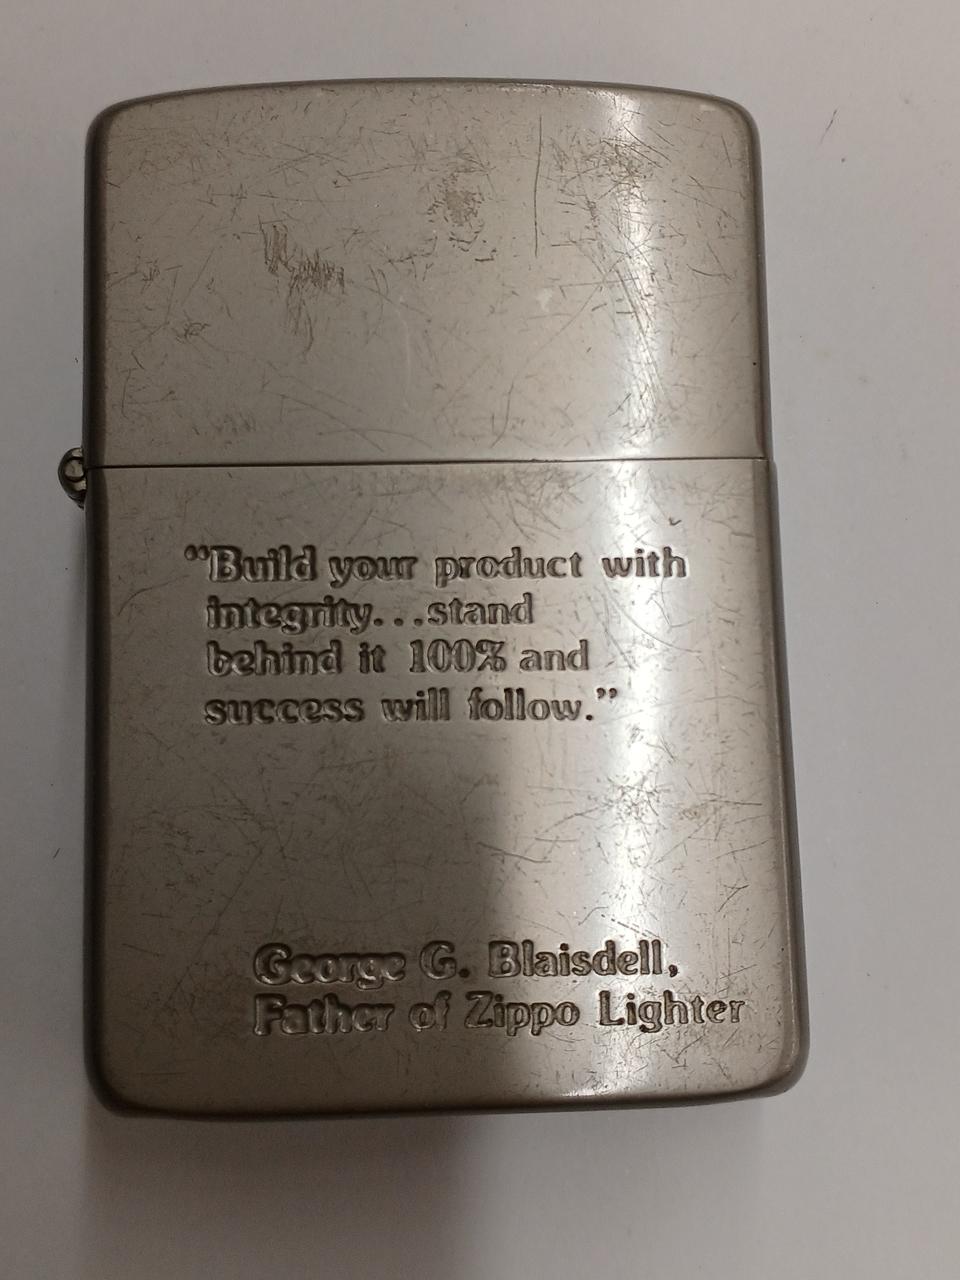 “Build your product with
integrity...stand
behind it 100% and
success will follow.”
George G. Blaisdell,
Father of Zippo Lighter